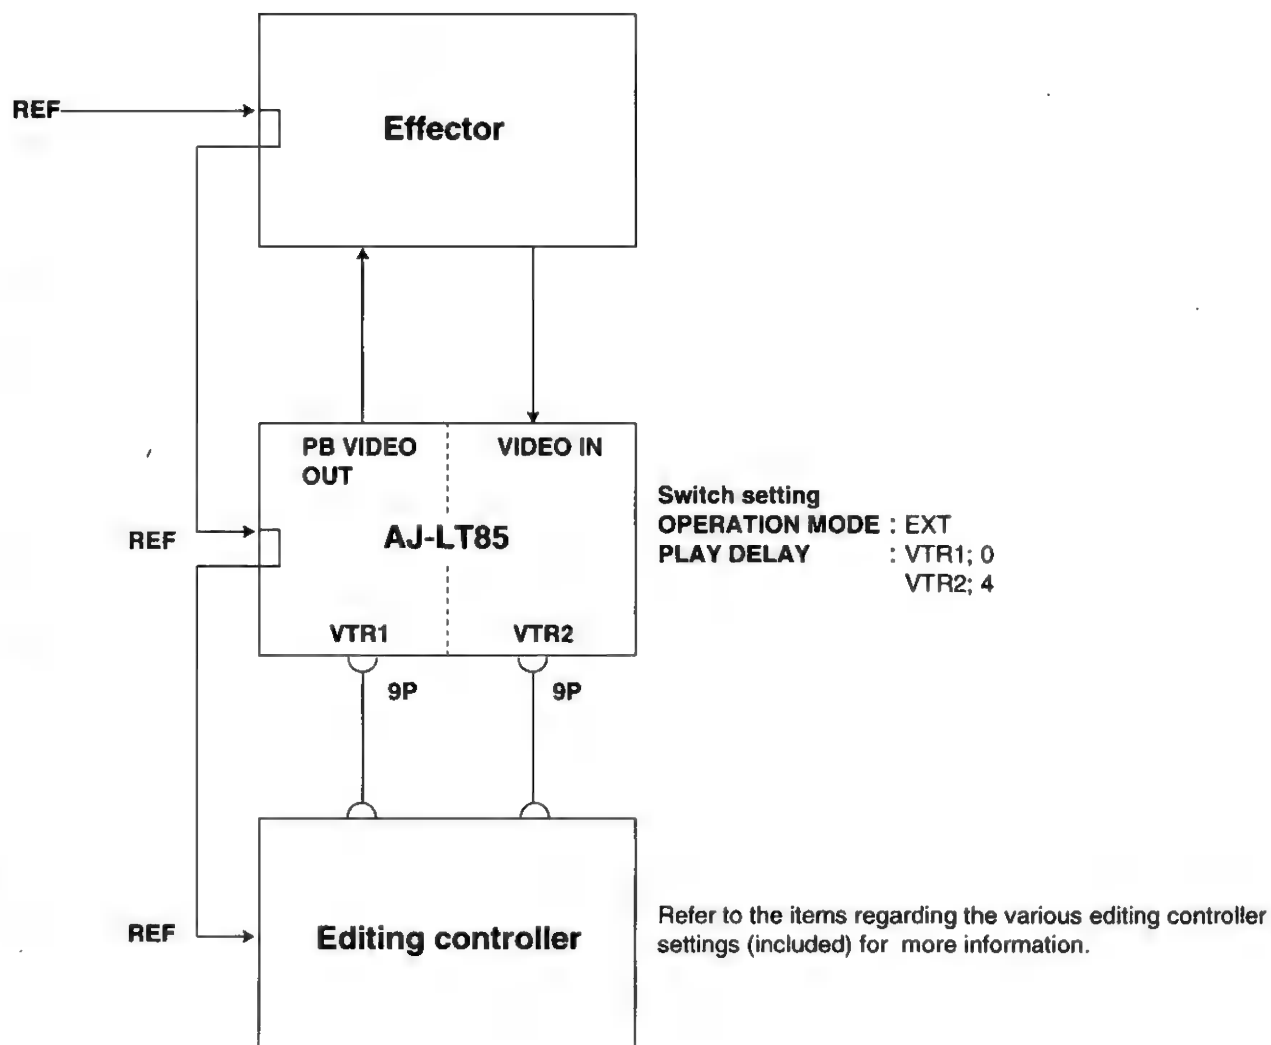 REF
Effector
PB VIDEO
OUT
VIDEO IN
REF
AJ-LT85
Switch setting
OPERATION MODE : EXT
PLAY DELAY : VTR1; 0
VTR2; 4
VTR1
VTR2
9P
9P
REF
Editing controller
Refer to the items regarding the various editing controller
settings (included) for more information.